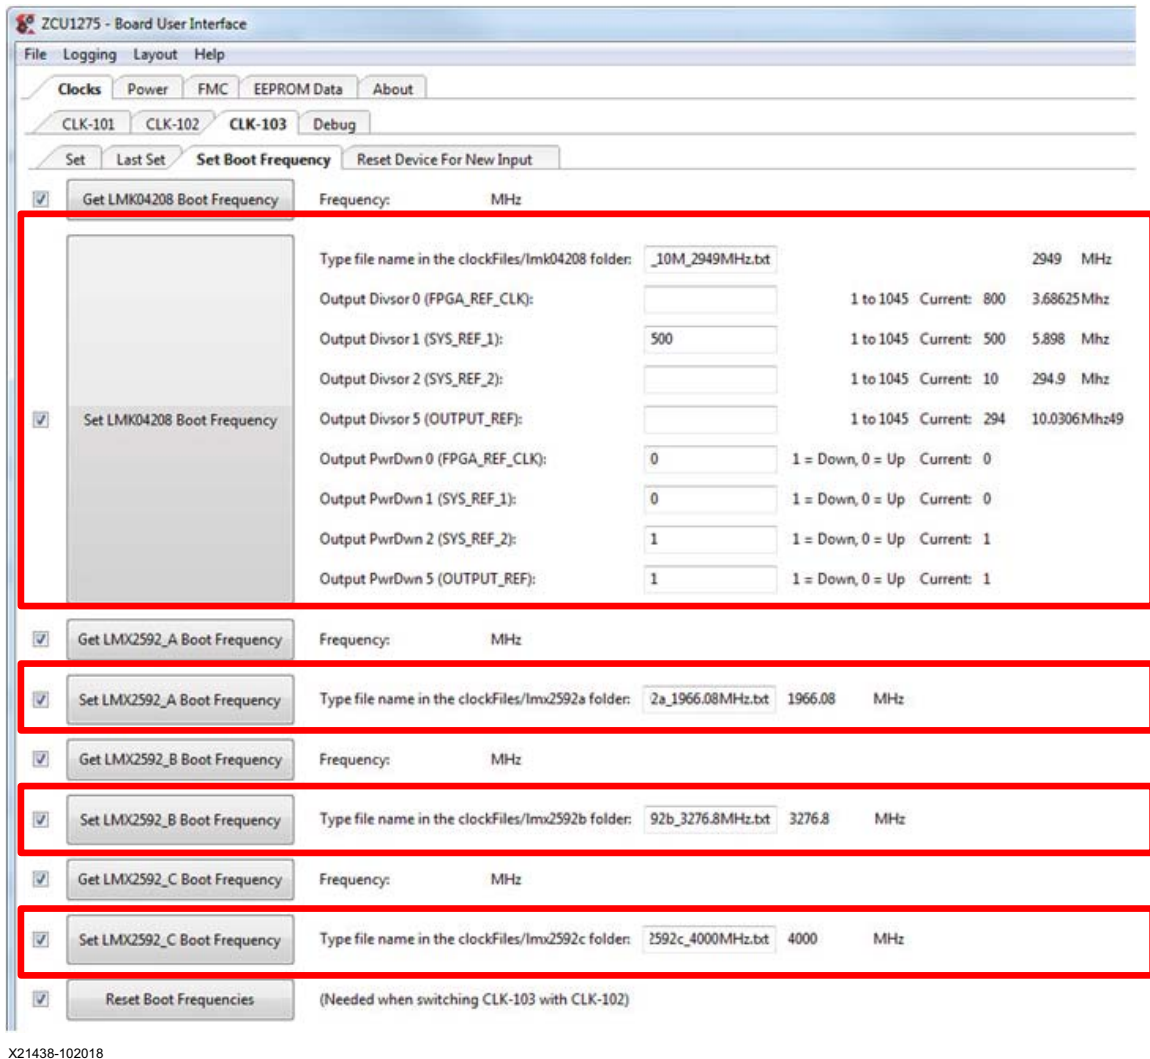 ZCU1275 - Board User Interface
File Logging Layout Help
Clocks Power FMC EEPROM Data About
CLK-101 CLK-102 CLK-103 Debug
Set Last Set Set Boot Frequency Reset Device For New Input
Get LMK04208 Boot Frequency Frequency: MHz
Type file name in the clockFiles/lmk04208 folder: _10M_2949MHz.txt 2949 MHz
Output Divsor 0 (FPGA_REF_CLK): 1 to 1045 Current: 800 3.68625Mhz
Output Divsor 1 (SYS_REF_1): 500 1 to 1045 Current: 500 5.898 Mhz
Output Divsor 2 (SYS_REF_2): 1 to 1045 Current: 10 294.9 Mhz
Set LMK04208 Boot Frequency Output Divsor 5 (OUTPUT_REF): 1 to 1045 Current: 294 10.0306Mhz49
Output PwrDwn 0 (FPGA_REF_CLK): 0 1 = Down, 0 = Up Current: 0
Output PwrDwn 1 (SYS_REF_1): 0 1 = Down, 0 = Up Current: 0
Output PwrDwn 2 (SYS_REF_2): 1 1 = Down, 0 = Up Current: 1
Output PwrDwn 5 (OUTPUT_REF): 1 1 = Down, 0 = Up Current: 1
Get LMX2592_A Boot Frequency Frequency: MHz
Set LMX2592_A Boot Frequency Type file name in the clockFiles/lmx2592a folder: 2a_1966.08MHz.txt 1966.08 MHz
Get LMX2592_B Boot Frequency Frequency: MHz
Set LMX2592_B Boot Frequency Type file name in the clockFiles/lmx2592b folder: 92b_3276.8MHz.txt 3276.8 MHz
Get LMX2592_C Boot Frequency Frequency: MHz
Set LMX2592_C Boot Frequency Type file name in the clockFiles/lmx2592c folder: 2592c_4000MHz.txt 4000 MHz
Reset Boot Frequencies (Needed when switching CLK-103 with CLK-102)
X21438-102018